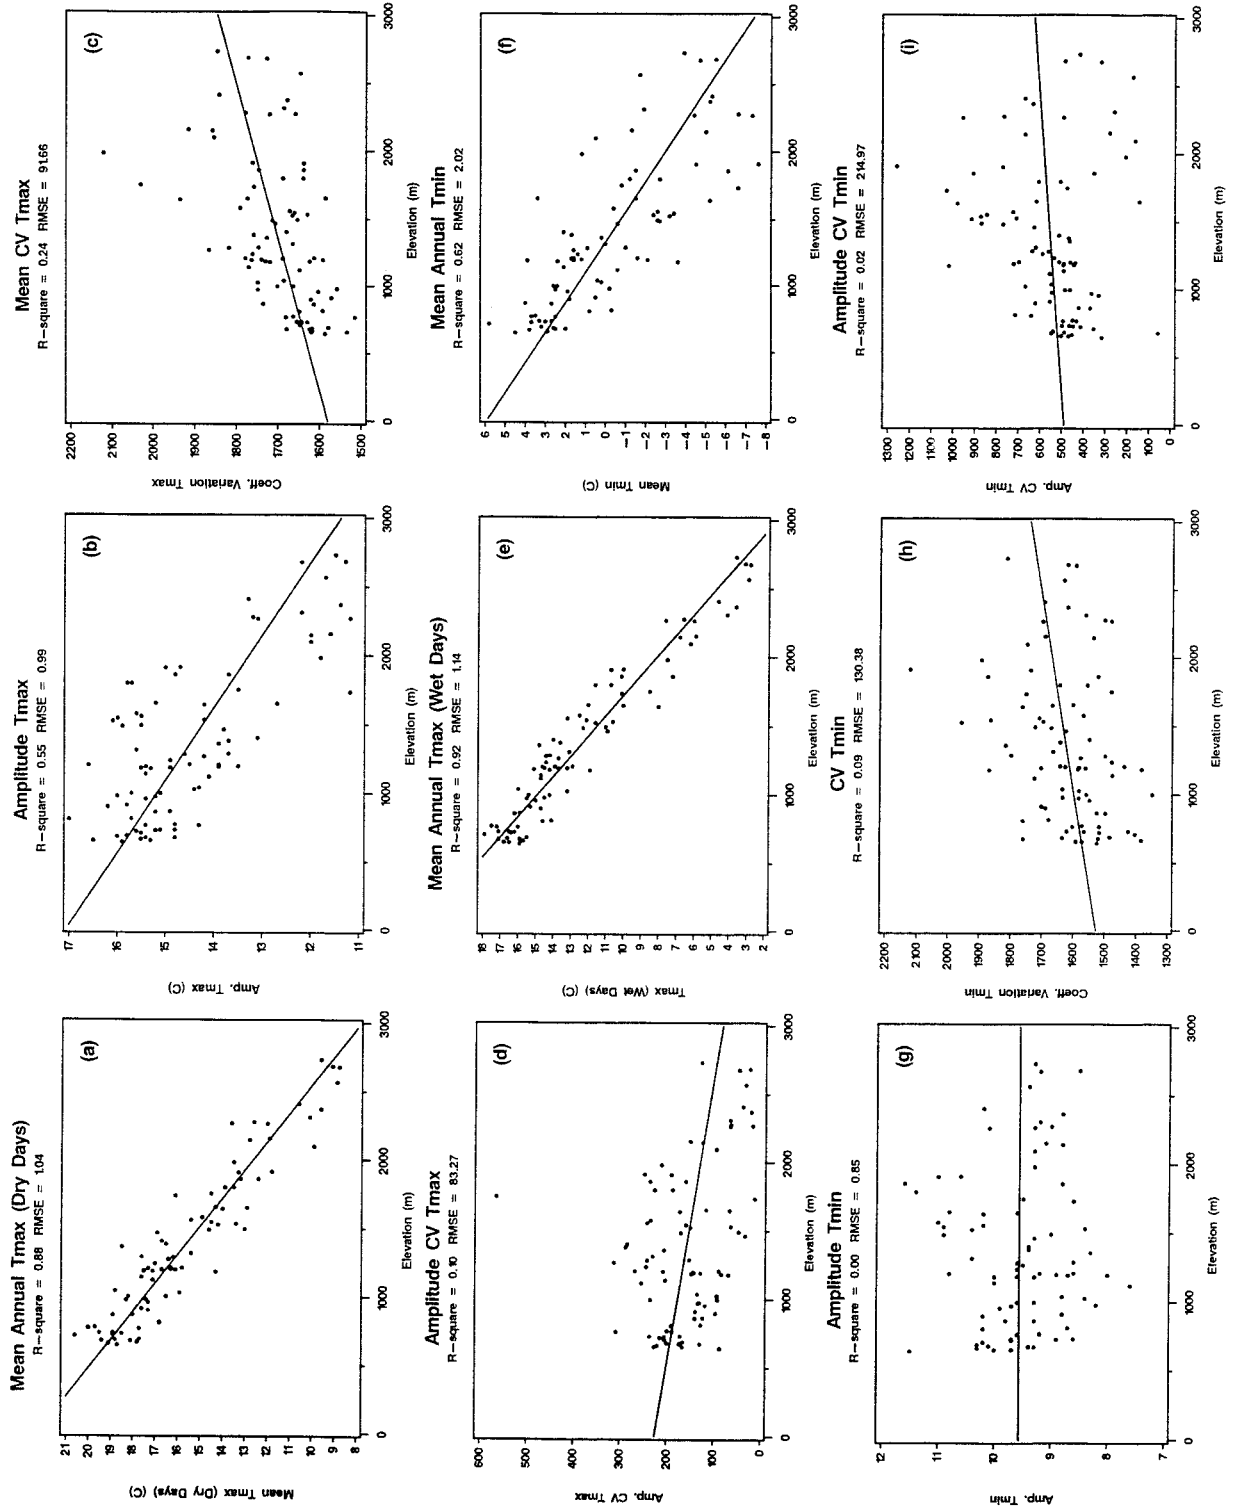 Mean Annual Tmax (Dry Days)
R-square = 0.88 RMSE = 1.04
(a)
Mean Tmax (Dry Days) (C)
21
20
19
18
17
16
15
14
13
12
11
10
9
8
0
1000
2000
3000
Elevation (m)
Amplitude Tmax
R-square = 0.55 RMSE = 0.99
(b)
Amp. Tmax (C)
17
16
15
14
13
12
11
0
1000
2000
3000
Elevation (m)
Mean CV Tmax
R-square = 0.24 RMSE = 9166
(c)
Coeff. Variation Tmax
2200
2100
2000
1900
1800
1700
1600
1500
0
1000
2000
3000
Elevation (m)
Amplitude CV Tmax
R-square = 0.10 RMSE = 83.27
(d)
Amp. CV Tmax
600
500
400
300
200
100
0
0
1000
2000
3000
Elevation (m)
Mean Annual Tmax (Wet Days)
R-square = 0.92 RMSE = 1.14
(e)
Tmax (Wet Days) (C)
18
17
16
15
14
13
12
11
10
9
8
7
6
5
4
3
2
0
1000
2000
3000
Elevation (m)
Mean Annual Tmin
R-square = 0.62 RMSE = 2.02
(f)
Mean Tmin (C)
6
5
4
3
2
1
0
-1
-2
-3
-4
-5
-6
-7
-8
0
1000
2000
3000
Elevation (m)
Amplitude Tmin
R-square = 0.00 RMSE = 0.85
(g)
Amp. Tmin
12
11
10
9
8
7
0
1000
2000
3000
Elevation (m)
CV Tmin
R-square = 0.09 RMSE = 130.38
(h)
Coeff. Variation Tmin
2200
2100
2000
1900
1800
1700
1600
1500
1400
1300
0
1000
2000
3000
Elevation (m)
Amplitude CV Tmin
R-square = 0.02 RMSE = 214.97
(i)
Amp. CV Tmin
1300
1200
1100
1000
900
800
700
600
500
400
300
200
100
0
0
1000
2000
3000
Elevation (m)